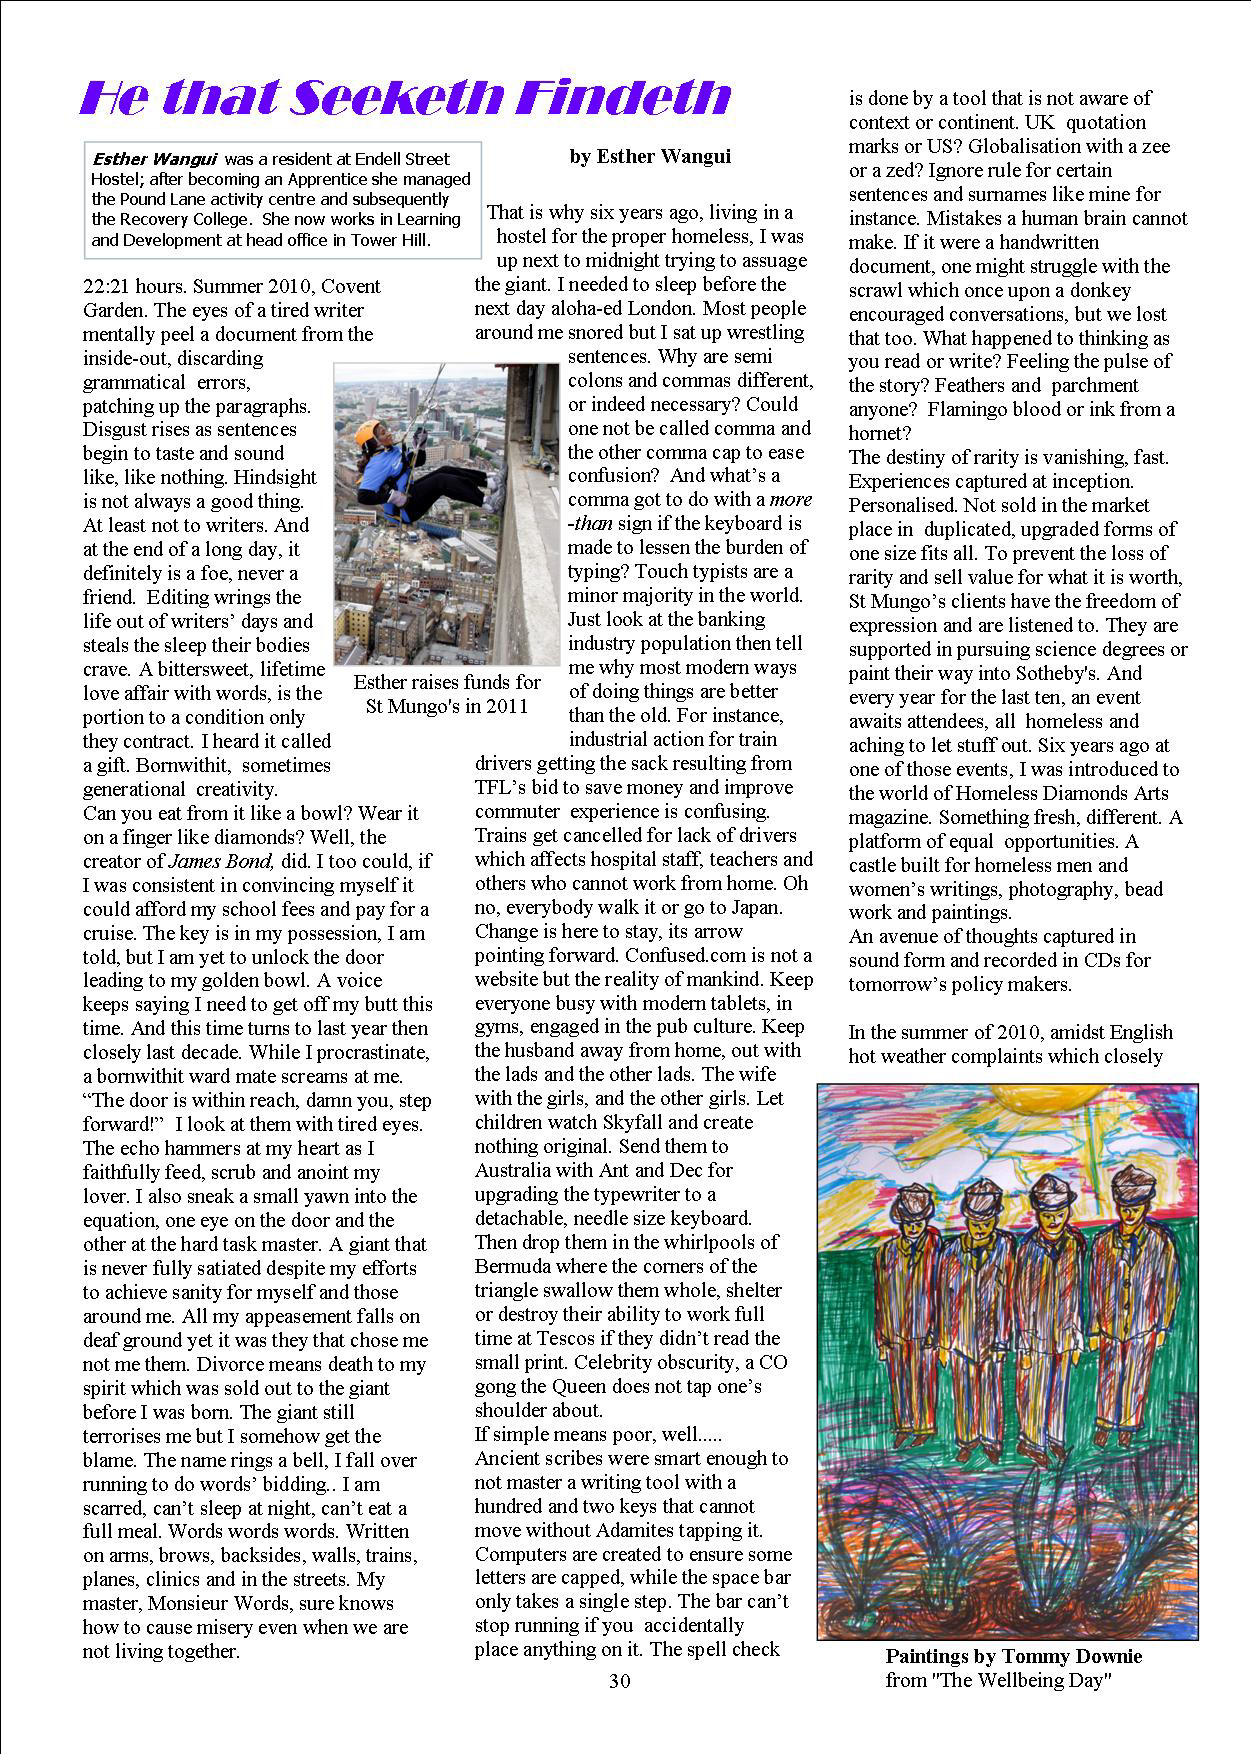 He that Seeketh Findeth
Esther Wangui was a resident at Endell Street
Hostel; after becoming an Apprentice she managed
the Pound Lane activity centre and subsequently
the Recovery College. She now works in Learning
and Development at head office in Tower Hill.
by Esther Wangui
22:21 hours. Summer 2010, Covent
Garden. The eyes of a tired writer
mentally peel a document from the
inside-out, discarding
grammatical errors,
patching up the paragraphs.
Disgust rises as sentences
begin to taste and sound
like, like nothing. Hindsight
is not always a good thing.
At least not to writers. And
at the end of a long day, it
definitely is a foe, never a
friend. Editing wrings the
life out of writers’ days and
steals the sleep their bodies
crave. A bittersweet, lifetime
love affair with words, is the
portion to a condition only
they contract. I heard it called
a gift. Bornwithit, sometimes
generational creativity.
Can you eat from it like a bowl? Wear it
on a finger like diamonds? Well, the
creator of James Bond, did. I too could, if
I was consistent in convincing myself it
could afford my school fees and pay for a
cruise. The key is in my possession, I am
told, but I am yet to unlock the door
leading to my golden bowl. A voice
keeps saying I need to get off my butt this
time. And this time turns to last year then
closely last decade. While I procrastinate,
a bornwithit ward mate screams at me.
“The door is within reach, damn you, step
forward!” I look at them with tired eyes.
The echo hammers at my heart as I
faithfully feed, scrub and anoint my
lover. I also sneak a small yawn into the
equation, one eye on the door and the
other at the hard task master. A giant that
is never fully satiated despite my efforts
to achieve sanity for myself and those
around me. All my appeasement falls on
deaf ground yet it was they that chose me
not me them. Divorce means death to my
spirit which was sold out to the giant
before I was born. The giant still
terrorises me but I somehow get the
blame. The name rings a bell, I fall over
running to do words’ bidding.. I am
scarred, can’t sleep at night, can’t eat a
full meal. Words words words. Written
on arms, brows, backsides, walls, trains,
planes, clinics and in the streets. My
master, Monsieur Words, sure knows
how to cause misery even when we are
not living together.
Esther raises funds for
St Mungo's in 2011
That is why six years ago, living in a
hostel for the proper homeless, I was
up next to midnight trying to assuage
the giant. I needed to sleep before the
next day aloha-ed London. Most people
around me snored but I sat up wrestling
sentences. Why are semi
colons and commas different,
or indeed necessary? Could
one not be called comma and
the other comma cap to ease
confusion? And what’s a
comma got to do with a more
-than sign if the keyboard is
made to lessen the burden of
typing? Touch typists are a
minor majority in the world.
Just look at the banking
industry population then tell
me why most modern ways
of doing things are better
than the old. For instance,
industrial action for train
drivers getting the sack resulting from
TFL’s bid to save money and improve
commuter experience is confusing.
Trains get cancelled for lack of drivers
which affects hospital staff, teachers and
others who cannot work from home. Oh
no, everybody walk it or go to Japan.
Change is here to stay, its arrow
pointing forward. Confused.com is not a
website but the reality of mankind. Keep
everyone busy with modern tablets, in
gyms, engaged in the pub culture. Keep
the husband away from home, out with
the lads and the other lads. The wife
with the girls, and the other girls. Let
children watch Skyfall and create
nothing original. Send them to
Australia with Ant and Dec for
upgrading the typewriter to a
detachable, needle size keyboard.
Then drop them in the whirlpools of
Bermuda where the corners of the
triangle swallow them whole, shelter
or destroy their ability to work full
time at Tescos if they didn’t read the
small print. Celebrity obscurity, a CO
gong the Queen does not tap one’s
shoulder about.
If simple means poor, well.....
Ancient scribes were smart enough to
not master a writing tool with a
hundred and two keys that cannot
move without Adamites tapping it.
Computers are created to ensure some
letters are capped, while the space bar
only takes a single step. The bar can’t
stop running if you accidentally
place anything on it. The spell check
is done by a tool that is not aware of
context or continent. UK quotation
marks or US? Globalisation with a zee
or a zed? Ignore rule for certain
sentences and surnames like mine for
instance. Mistakes a human brain cannot
make. If it were a handwritten
document, one might struggle with the
scrawl which once upon a donkey
encouraged conversations, but we lost
that too. What happened to thinking as
you read or write? Feeling the pulse of
the story? Feathers and parchment
anyone? Flamingo blood or ink from a
hornet?
The destiny of rarity is vanishing, fast.
Experiences captured at inception.
Personalised. Not sold in the market
place in duplicated, upgraded forms of
one size fits all. To prevent the loss of
rarity and sell value for what it is worth,
St Mungo’s clients have the freedom of
expression and are listened to. They are
supported in pursuing science degrees or
paint their way into Sotheby's. And
every year for the last ten, an event
awaits attendees, all homeless and
aching to let stuff out. Six years ago at
one of those events, I was introduced to
the world of Homeless Diamonds Arts
magazine. Something fresh, different. A
platform of equal opportunities. A
castle built for homeless men and
women’s writings, photography, bead
work and paintings.
An avenue of thoughts captured in
sound form and recorded in CDs for
tomorrow’s policy makers.
In the summer of 2010, amidst English
hot weather complaints which closely
Paintings by Tommy Downie
from "The Wellbeing Day"
30